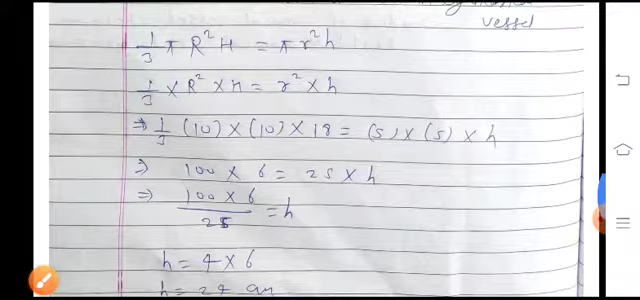 vessel
1/3 π R² H = π r² h
1/3 × R² × H = r² × h
⇒ 1/3 (10) × (10) × 18 = (5) × (5) × h
⇒ 100 × 6 = 25 × h
⇒ 100 × 6 / 25 = h
h = 4 × 6
h = 24 cm